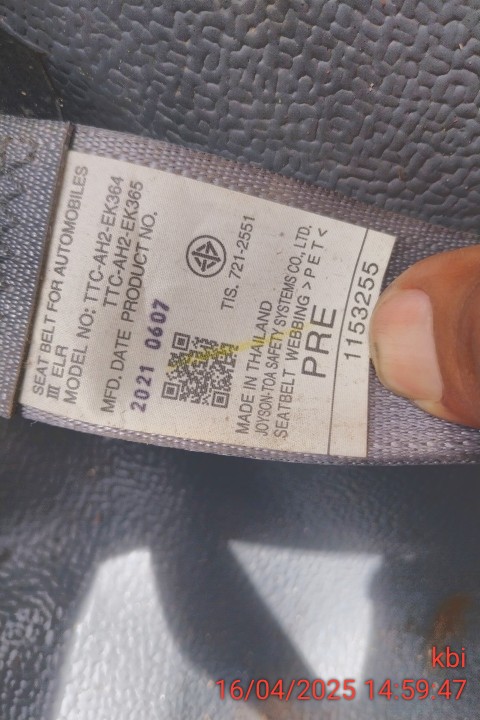 SEAT BELT FOR AUTOMOBILES
III ELR
MODEL NO: TTC-AH2-EK364
TTC-AH2-EK365
MFD. DATE PRODUCT NO.
2021 0607
TIS. 721-2551
MADE IN THAILAND
JOYSON-TOA SAFETY SYSTEMS CO., LTD.
SEATBELT WEBBING >PET<
PRE
1153255
kbi
16/04/2025 14:59:47